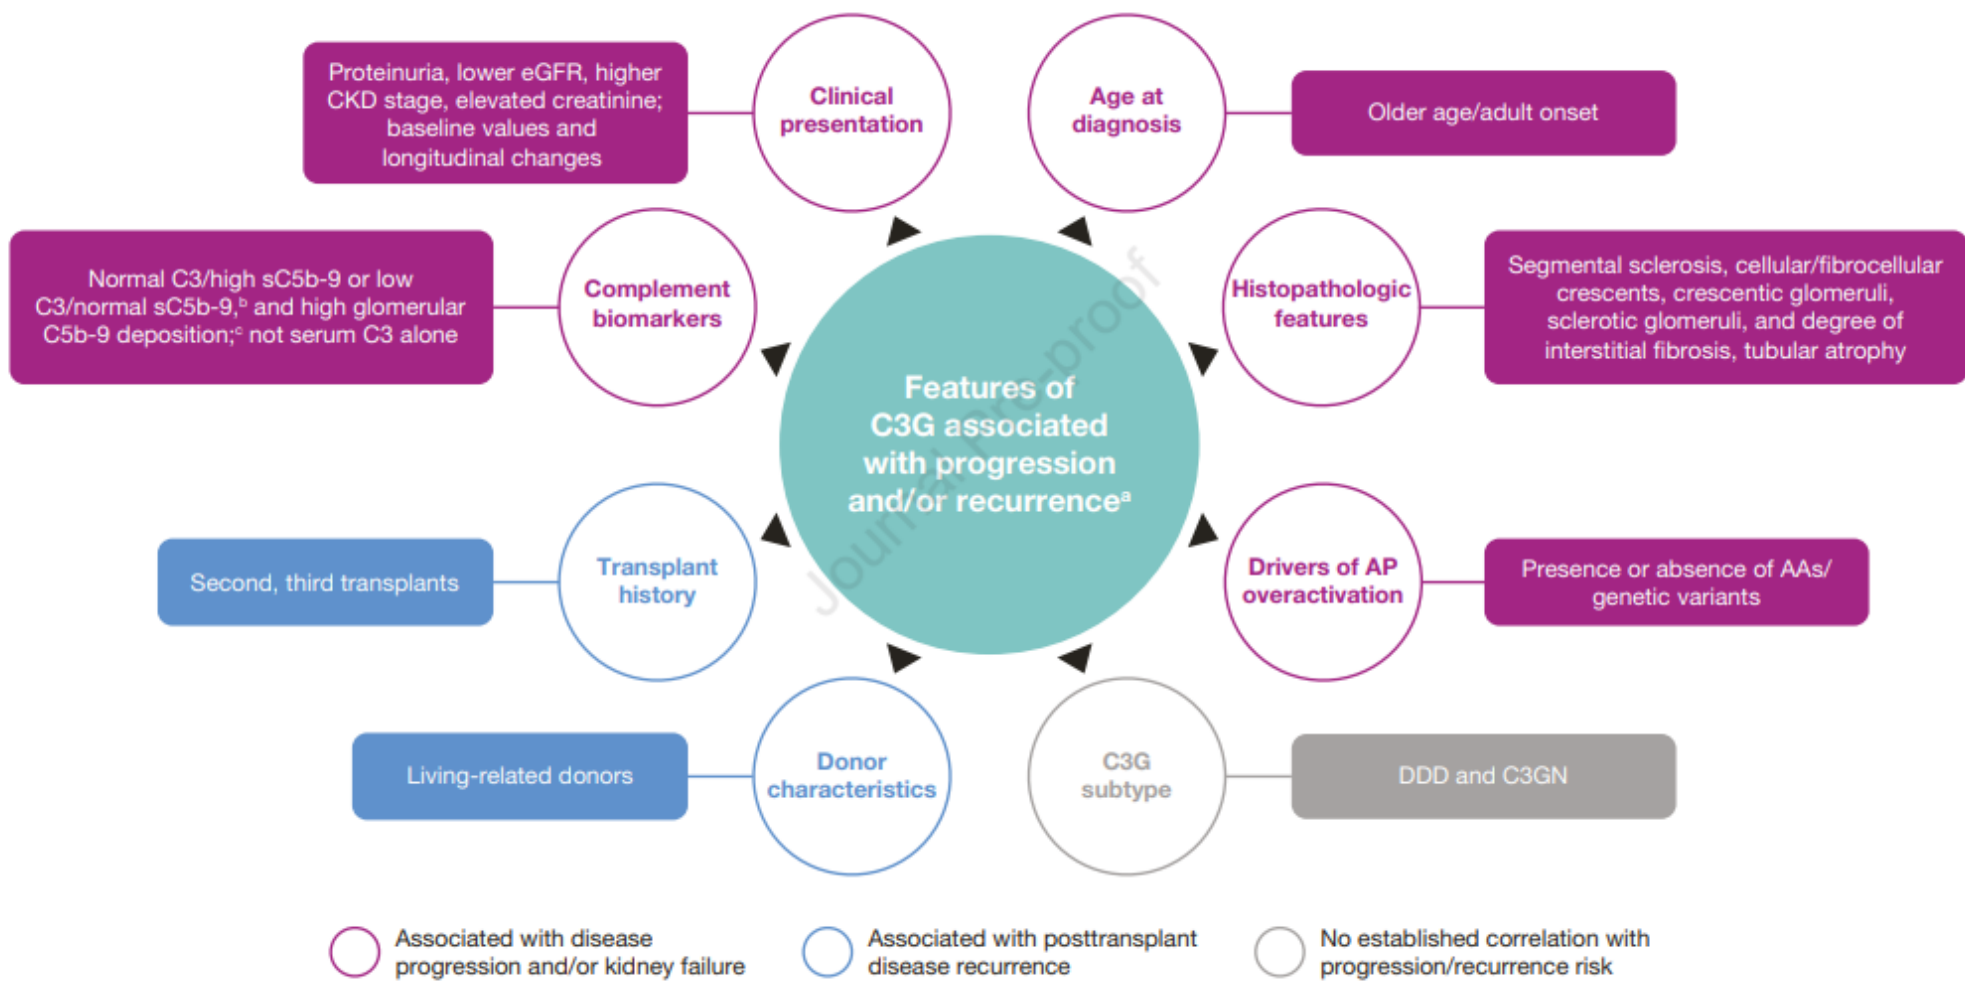 Proteinuria, lower eGFR, higher
CKD stage, elevated creatinine;
baseline values and
longitudinal changes
Clinical
presentation
Age at
diagnosis
Older age/adult onset
Normal C3/high sC5b-9 or low
C3/normal sC5b-9,ᵇ and high glomerular
C5b-9 deposition;ᶜ not serum C3 alone
Complement
biomarkers
Histopathologic
features
Segmental sclerosis, cellular/fibrocellular
crescents, crescentic glomeruli,
sclerotic glomeruli, and degree of
interstitial fibrosis, tubular atrophy
Features of
C3G associated
with progression
and/or recurrenceᵃ
Journal Pre-proof
Second, third transplants
Transplant
history
Drivers of AP
overactivation
Presence or absence of AAs/
genetic variants
Living-related donors
Donor
characteristics
C3G
subtype
DDD and C3GN
Associated with disease
progression and/or kidney failure
Associated with posttransplant
disease recurrence
No established correlation with
progression/recurrence risk